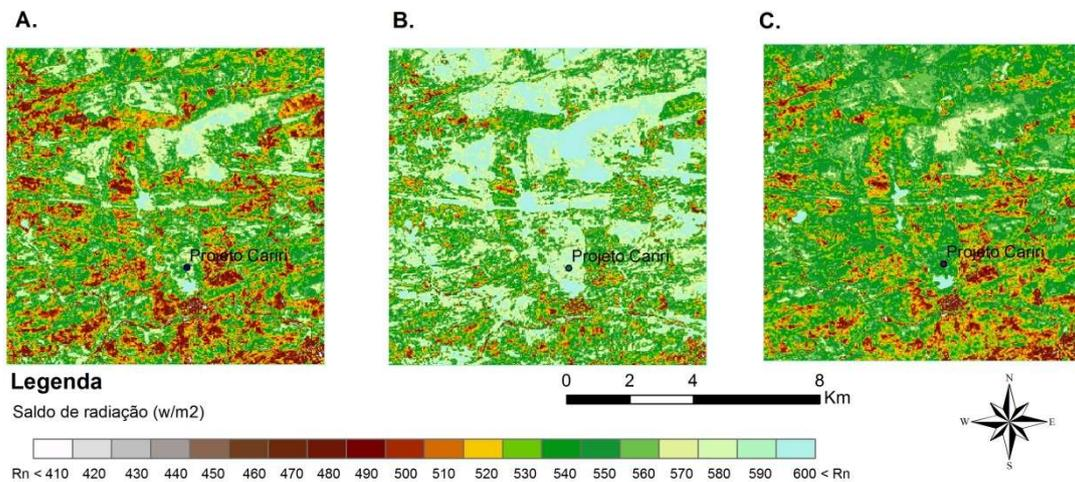 A.
B.
C.
Projeto Cariri
Projeto Cariri
Projeto Cariri
Legenda
Saldo de radiação (w/m2)
0 2 4 8
Km
N
W E
S
Rn < 410 420 430 440 450 460 470 480 490 500 510 520 530 540 550 560 570 580 590 600 < Rn